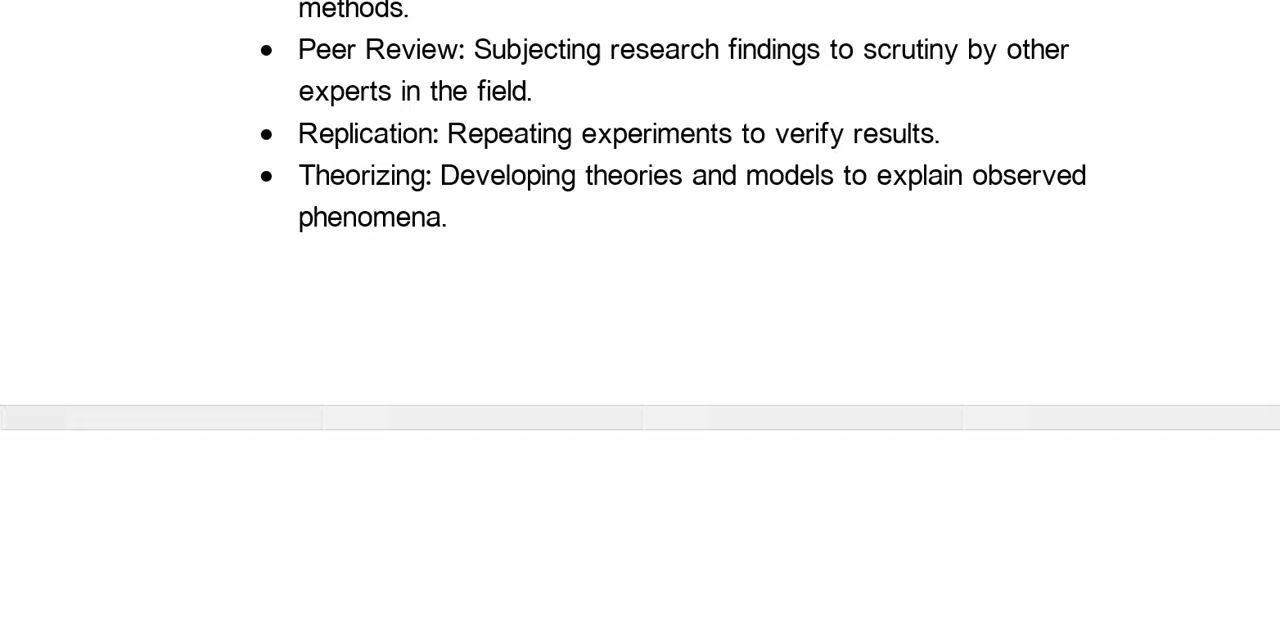 methods.
● Peer Review: Subjecting research findings to scrutiny by other
experts in the field.
● Replication: Repeating experiments to verify results.
● Theorizing: Developing theories and models to explain observed
phenomena.